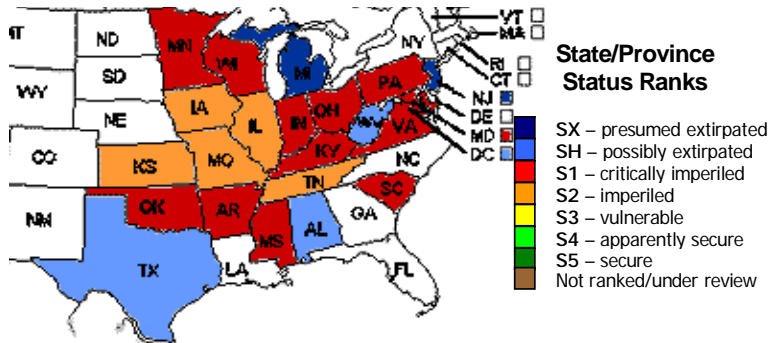 VT
MA
MT
ND
MN
NY
RI
CT
SD
WI
MI
PA
WY
NJ
IA
DE
NE
IL
IN
OH
WV
MD
VA
DC
CO
KS
MO
KY
NC
TN
OK
AR
SC
NM
MS
AL
GA
TX
LA
FL
State/Province
Status Ranks
SX – presumed extirpated
SH – possibly extirpated
S1 – critically imperiled
S2 – imperiled
S3 – vulnerable
S4 – apparently secure
S5 – secure
Not ranked/under review